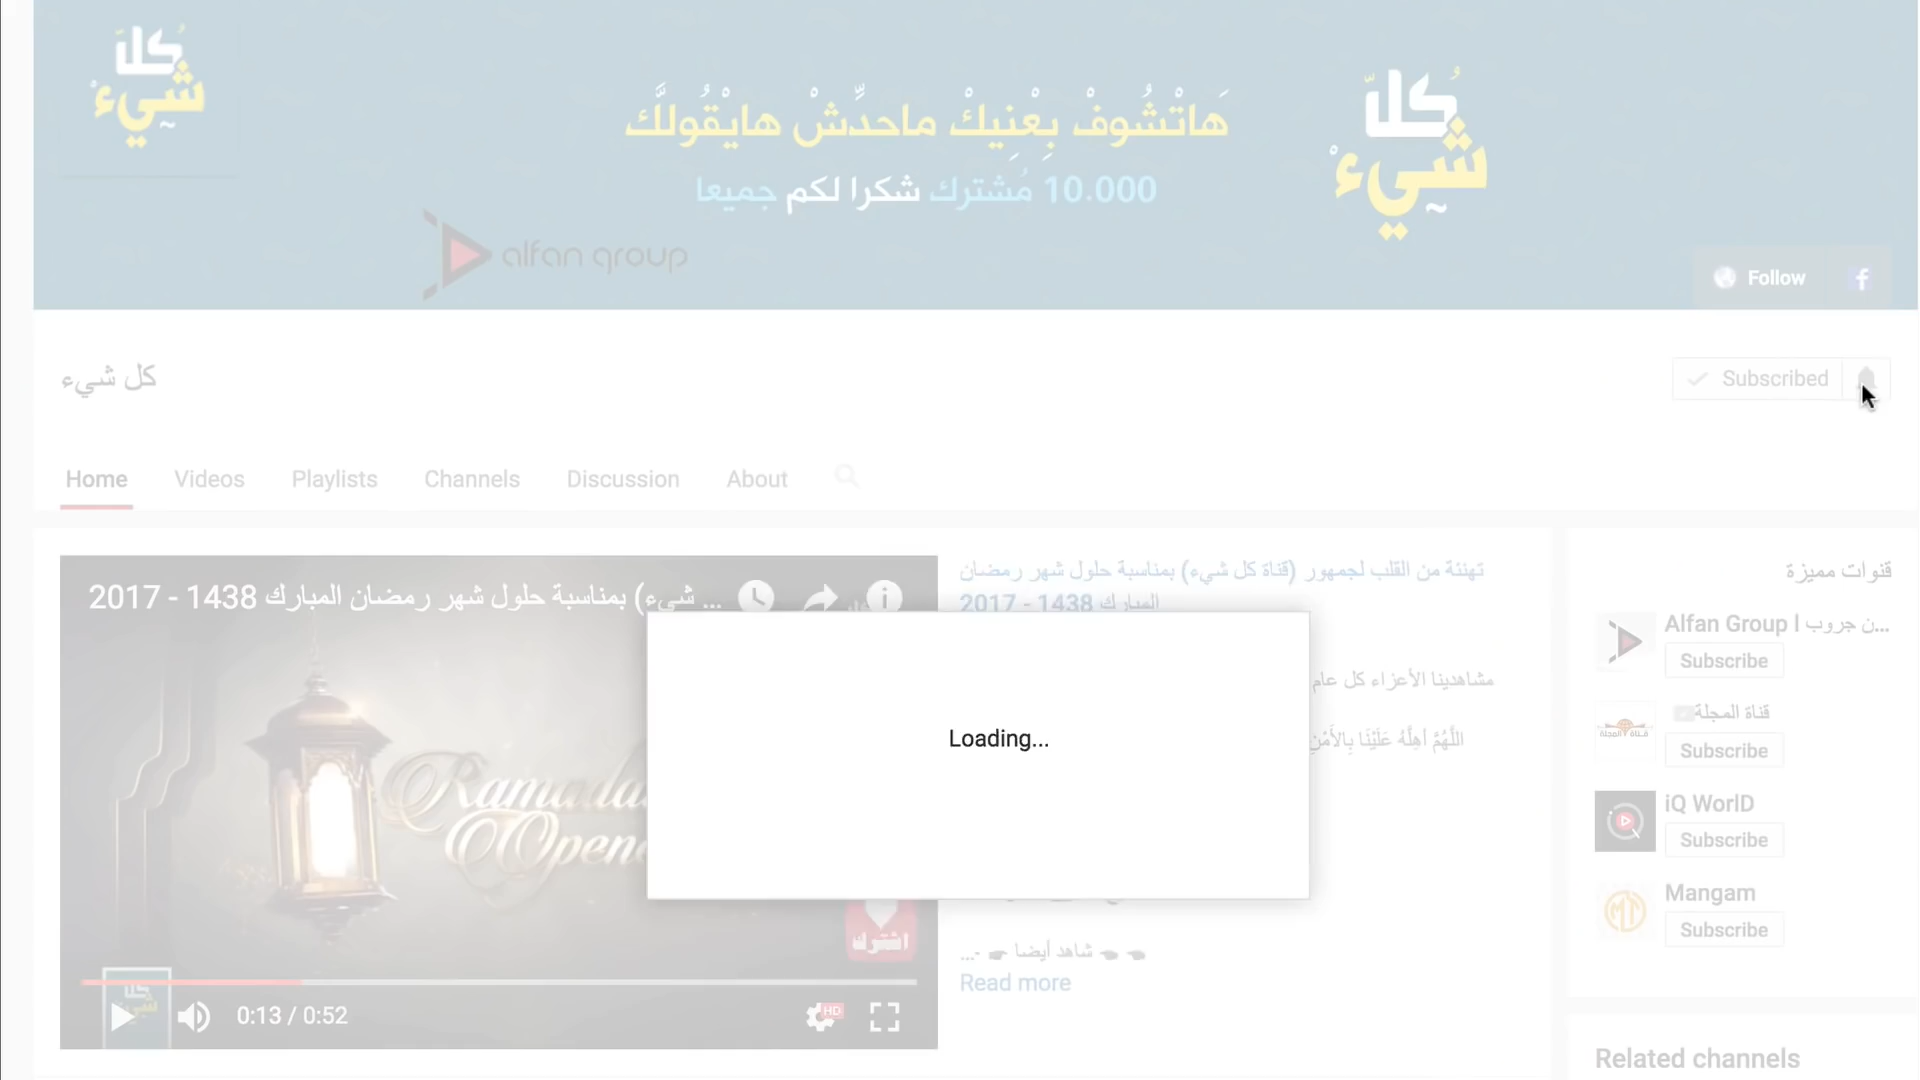 كلّ
شيء
هَاتْشُوفْ بِعْنِيكْ ماحدِّشْ هايْقُولَّك
كلّ
شيء
10.000 مُشترك شكرا لكم جميعا
alfan group
Follow
كل شيء
Subscribed
Home Videos Playlists Channels Discussion About
... شيء) بمناسبة حلول شهر رمضان المبارك 1438 - 2017
تهنئة من القلب لجمهور (قناة كل شيء) بمناسبة حلول شهر رمضان
المبارك 1438 - 2017
Loading...
مشاهدينا الأعزاء كل عام
اللَّهُمَّ أَهِلَّهُ عَلَيْنَا بِالأَمْنِ
شاهد أيضا -...
Read more
اشترك
0:13 / 0:52
HD
قنوات مميزة
Alfan Group l ن جروب...
Subscribe
قناة المجلة
Subscribe
iQ WorlD
Subscribe
Mangam
Subscribe
Related channels